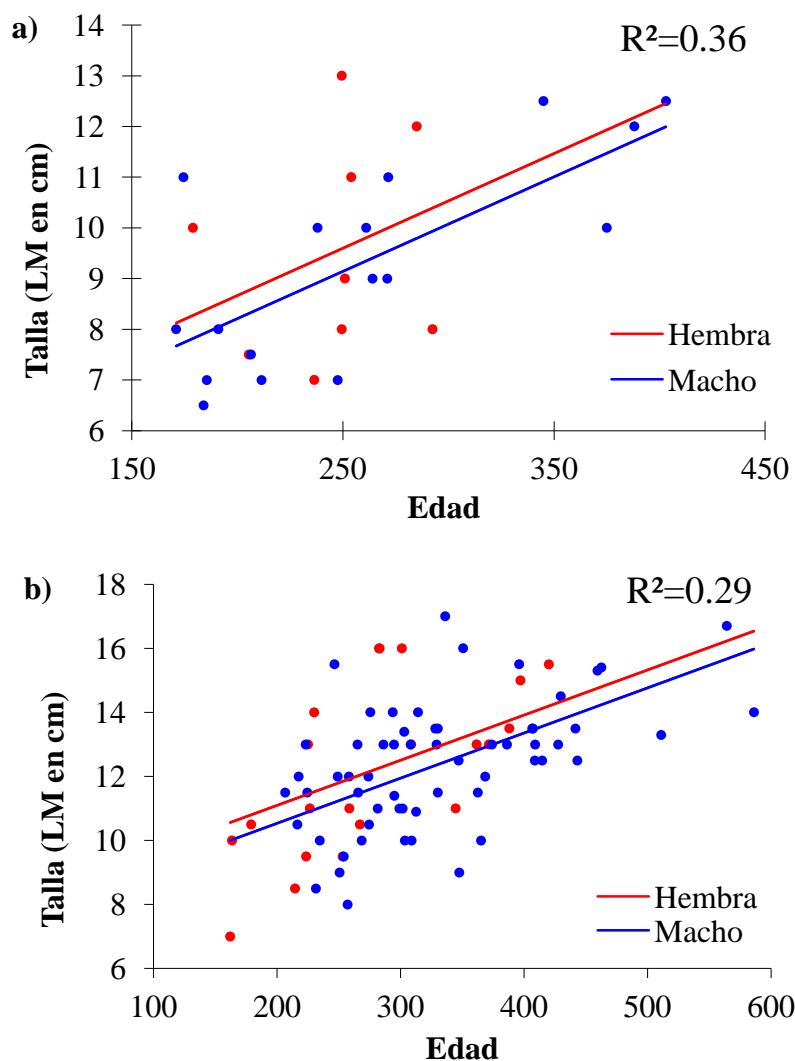 a)
R²=0.36
14
13
12
11
10
9
8
7
6
Talla (LM en cm)
Hembra
Macho
150 250 350 450
Edad
b)
R²=0.29
18
16
14
12
10
8
6
Talla (LM en cm)
Hembra
Macho
100 200 300 400 500 600
Edad